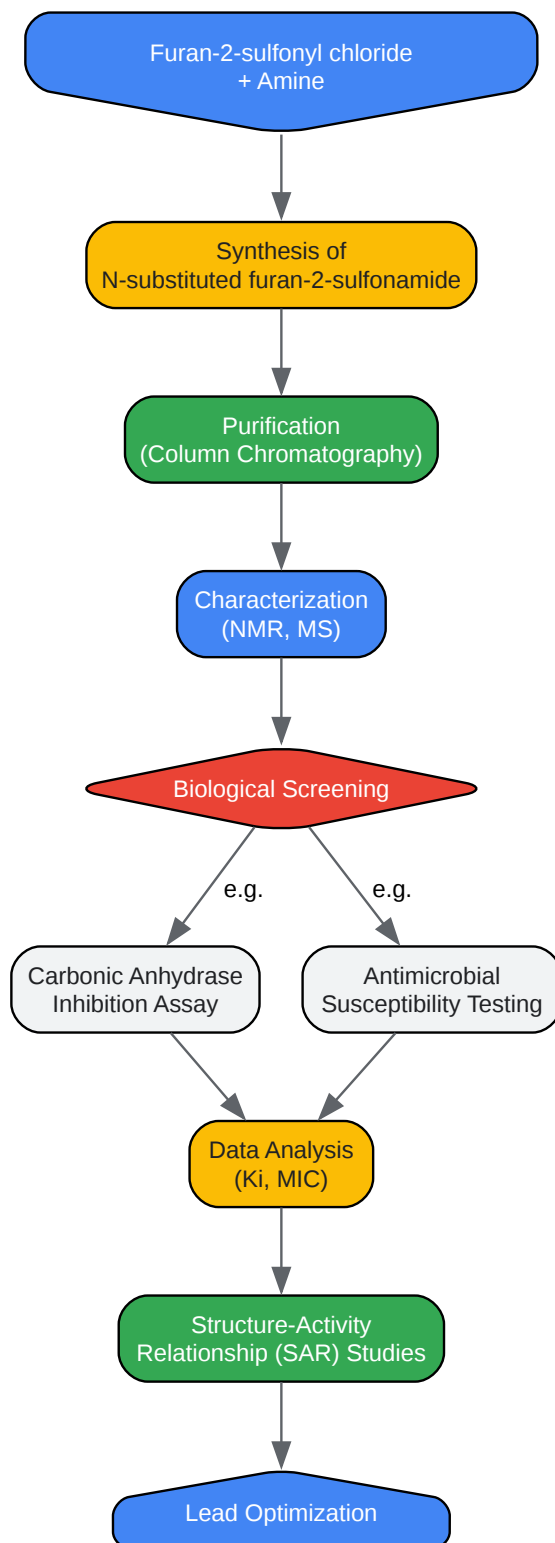 Furan-2-sulfonyl chloride
+ Amine
Synthesis of
N-substituted furan-2-sulfonamide
Purification
(Column Chromatography)
Characterization
(NMR, MS)
Biological Screening
e.g.
e.g.
Carbonic Anhydrase
Inhibition Assay
Antimicrobial
Susceptibility Testing
Data Analysis
(Ki, MIC)
Structure-Activity
Relationship (SAR) Studies
Lead Optimization